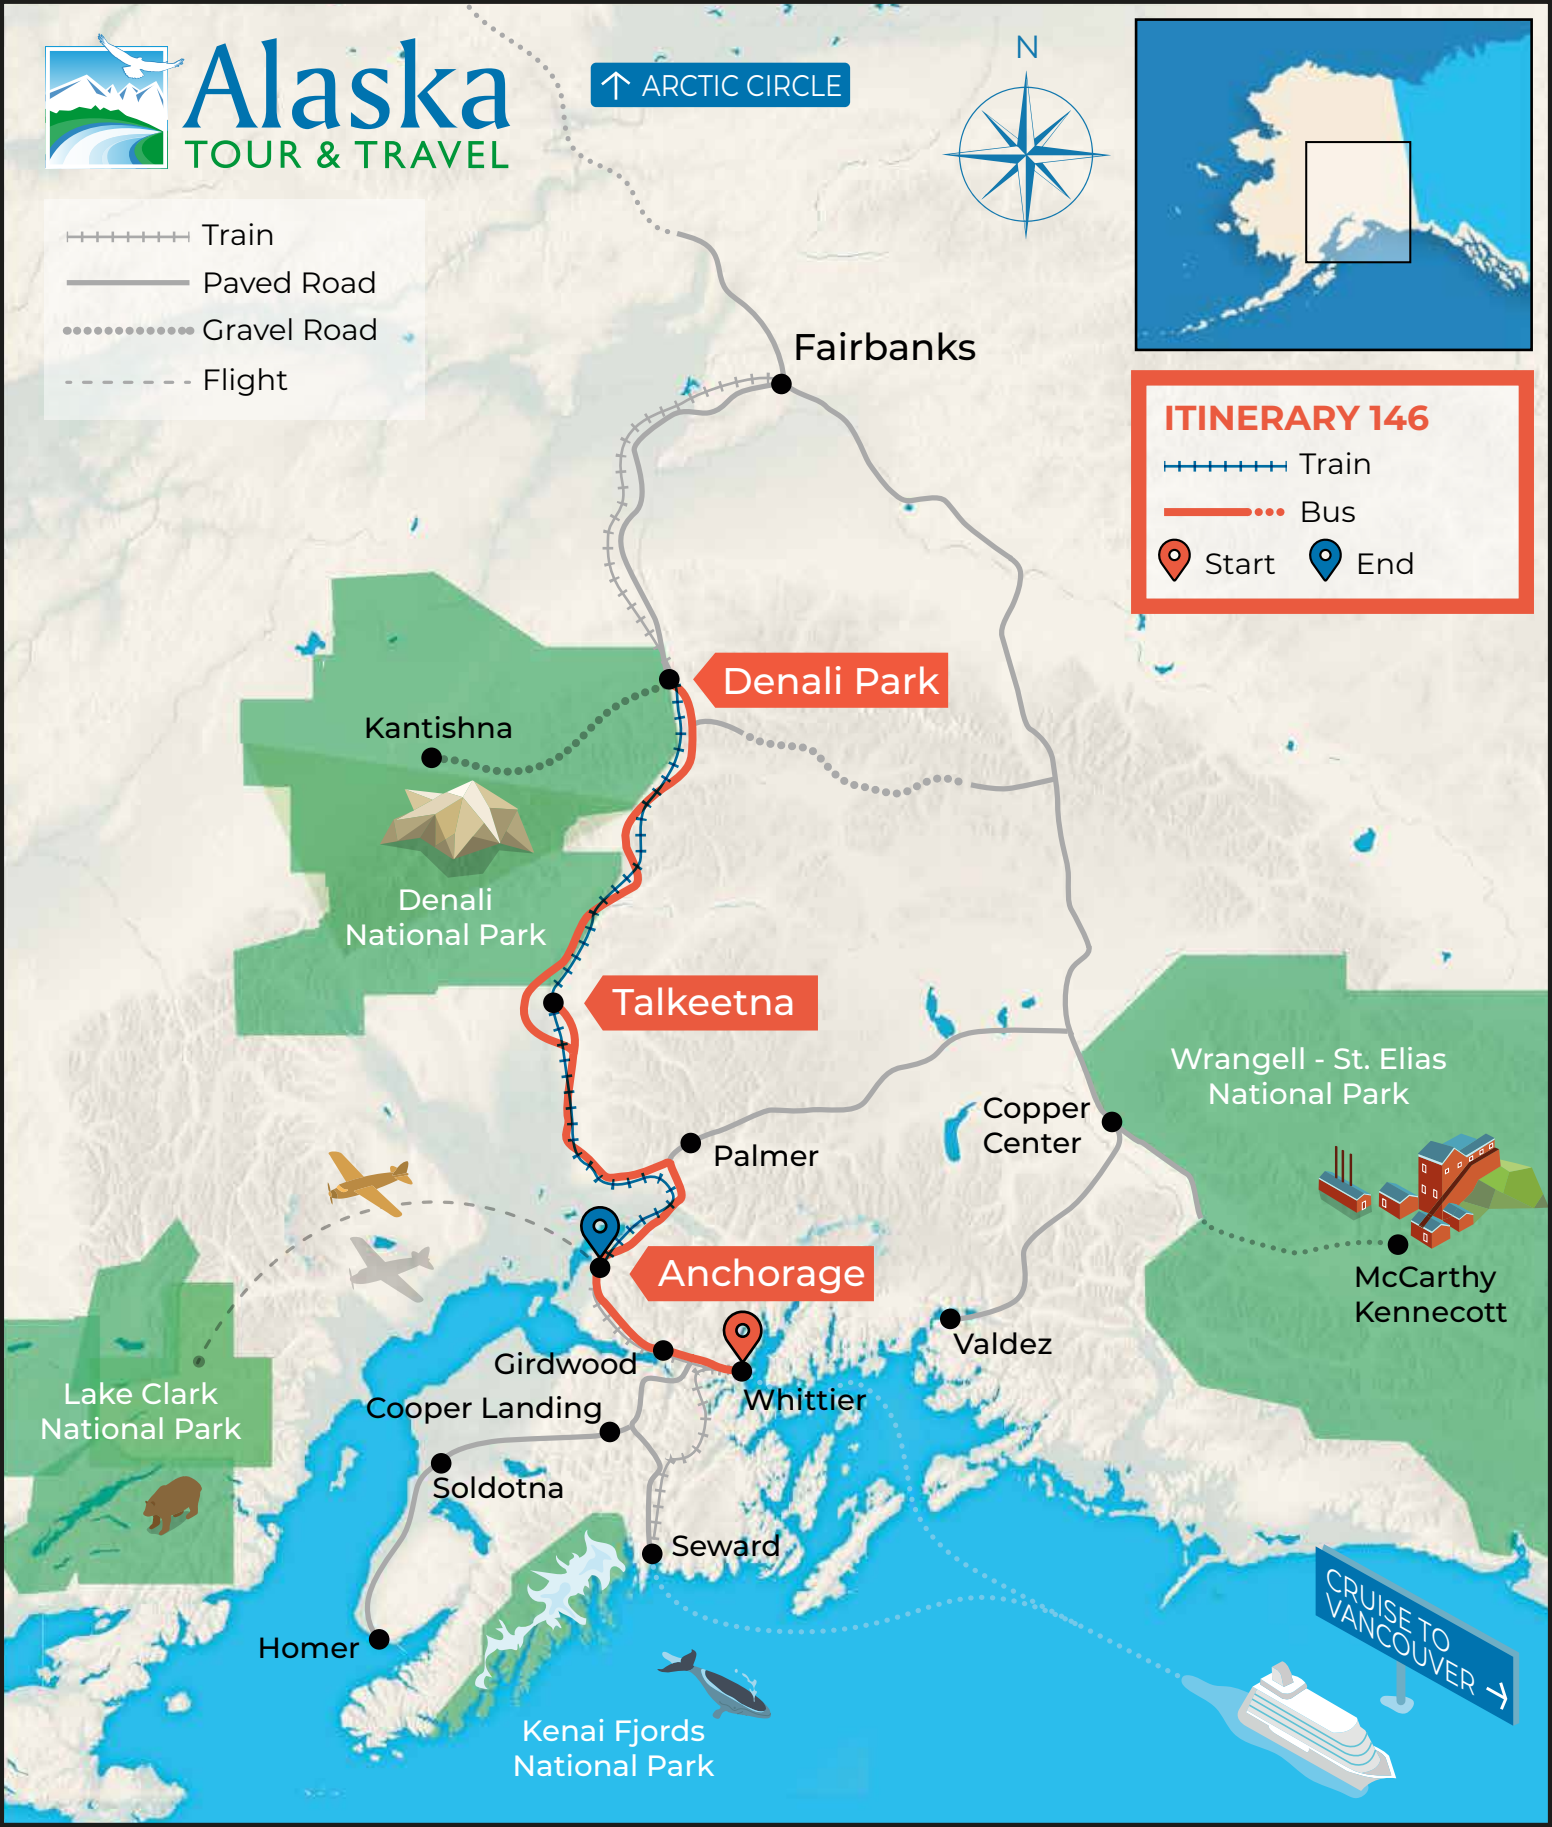 Alaska
TOUR & TRAVEL
↑ ARCTIC CIRCLE
N
Train
Paved Road
Gravel Road
Flight
Fairbanks
ITINERARY 146
Train
Bus
Start
End
Denali Park
Kantishna
Denali
National Park
Talkeetna
Wrangell - St. Elias
National Park
Copper
Center
Palmer
McCarthy
Kennecott
Anchorage
Valdez
Girdwood
Whittier
Lake Clark
National Park
Cooper Landing
Soldotna
Seward
CRUISE TO
VANCOUVER →
Homer
Kenai Fjords
National Park